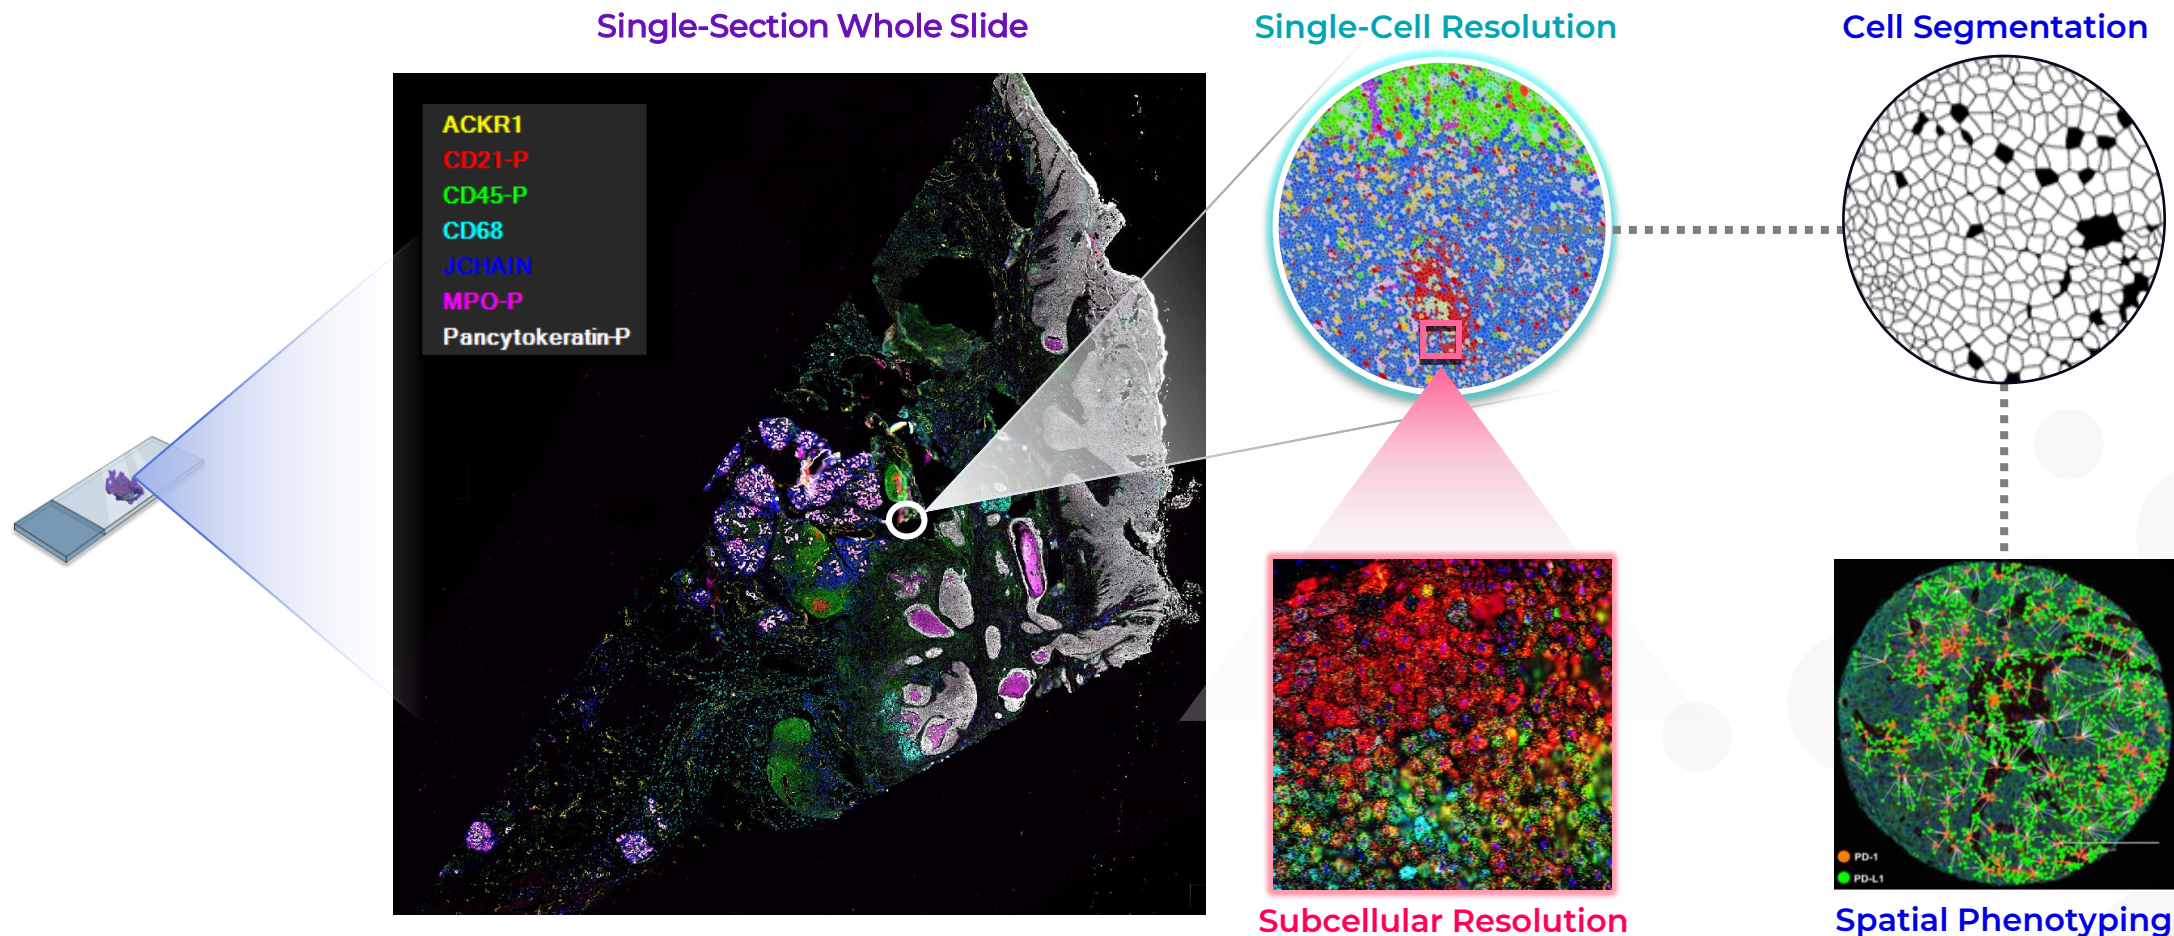 Single-Section Whole Slide
Single-Cell Resolution
Cell Segmentation
ACKR1
CD21-P
CD45-P
CD68
JCHAIN
MPO-P
Pancytokeratin-P
PD-1
PD-L1
Subcellular Resolution
Spatial Phenotyping